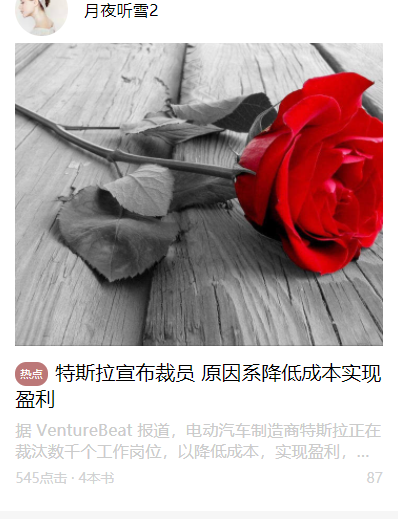 月夜听雪2
热点 特斯拉宣布裁员 原因系降低成本实现
盈利
据 VentureBeat 报道，电动汽车制造商特斯拉正在
裁汰数千个工作岗位，以降低成本，实现盈利，...
545点击 · 4本书 87